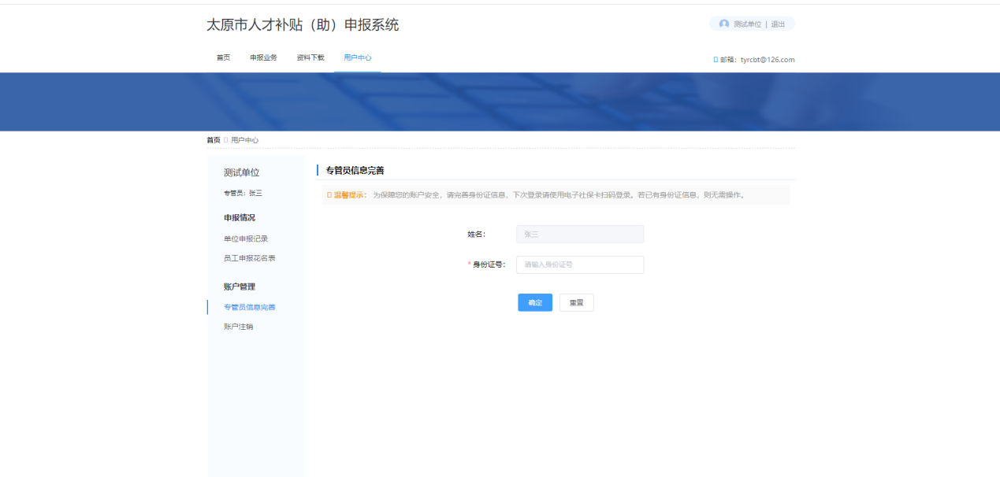 太原市人才补贴（助）申报系统
测试单位 | 退出
首页 申报业务 资料下载 用户中心
邮箱：tyrcbt@126.com
首页 用户中心
测试单位
专管员：张三
申报情况
单位申报记录
员工申报花名表
账户管理
专管员信息完善
账户注销
专管员信息完善
温馨提示： 为保障您的账户安全，请完善身份证信息，下次登录请使用电子社保卡扫码登录。若已有身份证信息，则无需操作。
姓名： 张三
* 身份证号： 请输入身份证号
确定 重置